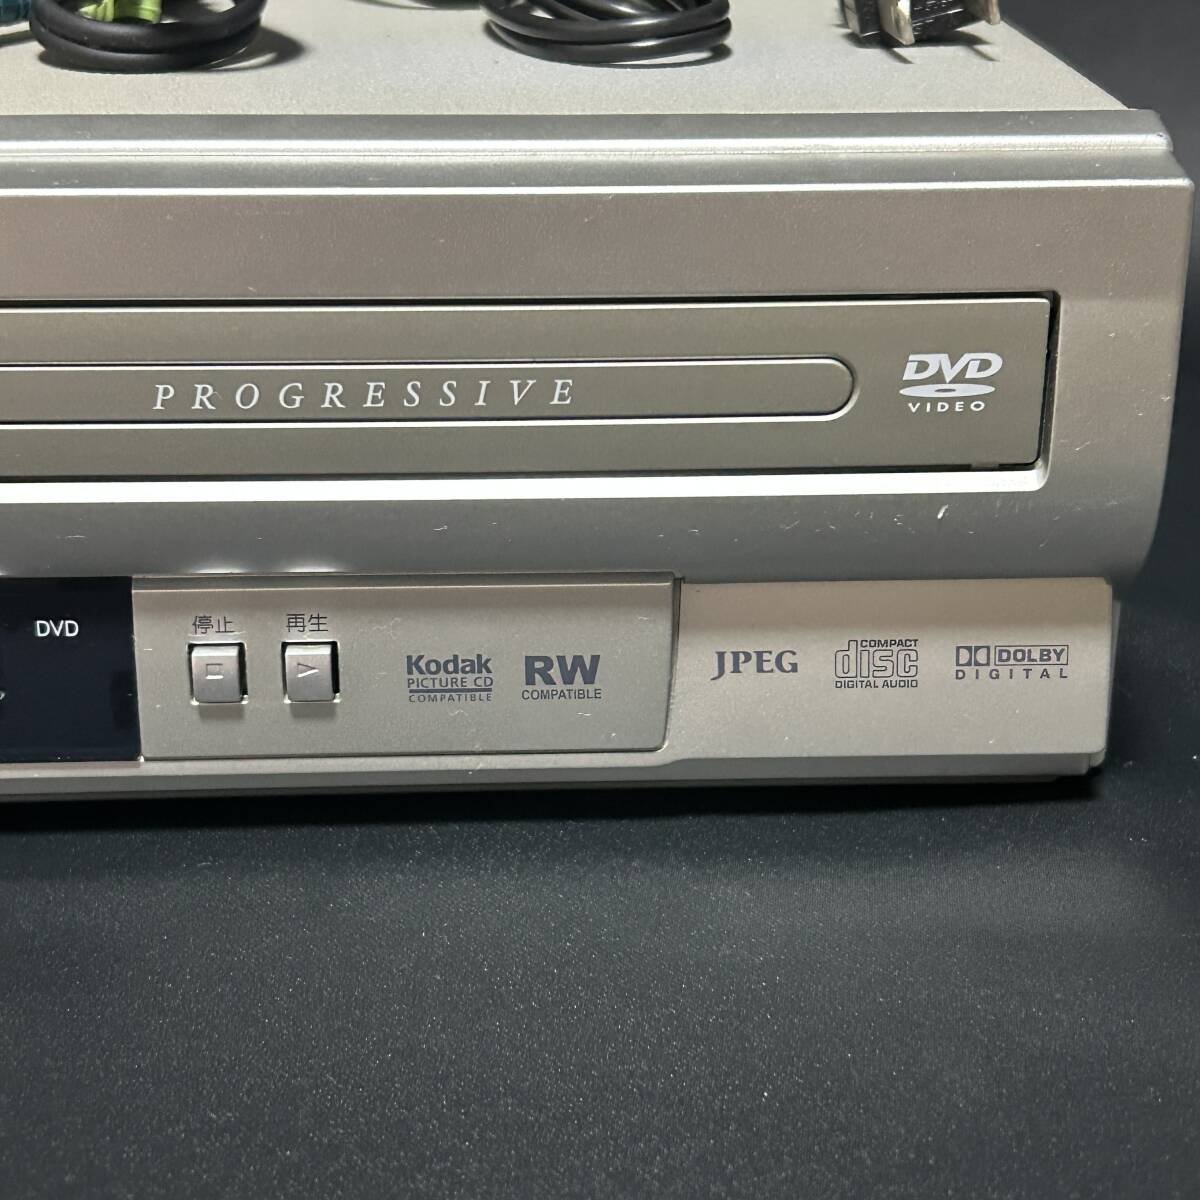 PROGRESSIVE
DVD
VIDEO
DVD
停止
再生
Kodak
PICTURE CD
COMPATIBLE
RW
COMPATIBLE
JPEG
COMPACT
disc
DIGITAL AUDIO
DOLBY
DIGITAL